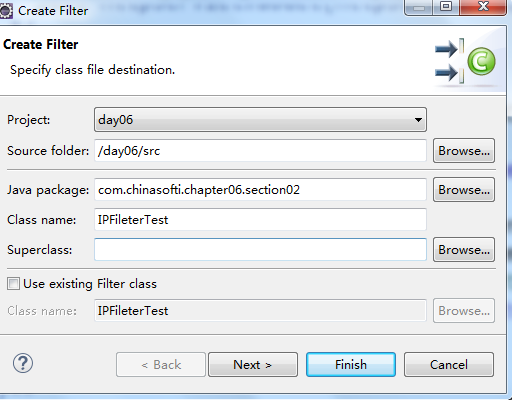 Create Filter
Create Filter
Specify class file destination.
C
Project: day06
Source folder: /day06/src Browse...
Java package: com.chinasofti.chapter06.section02 Browse...
Class name: IPFileterTest
Superclass: Browse...
Use existing Filter class
Class name: IPFileterTest Browse...
? < Back Next > Finish Cancel